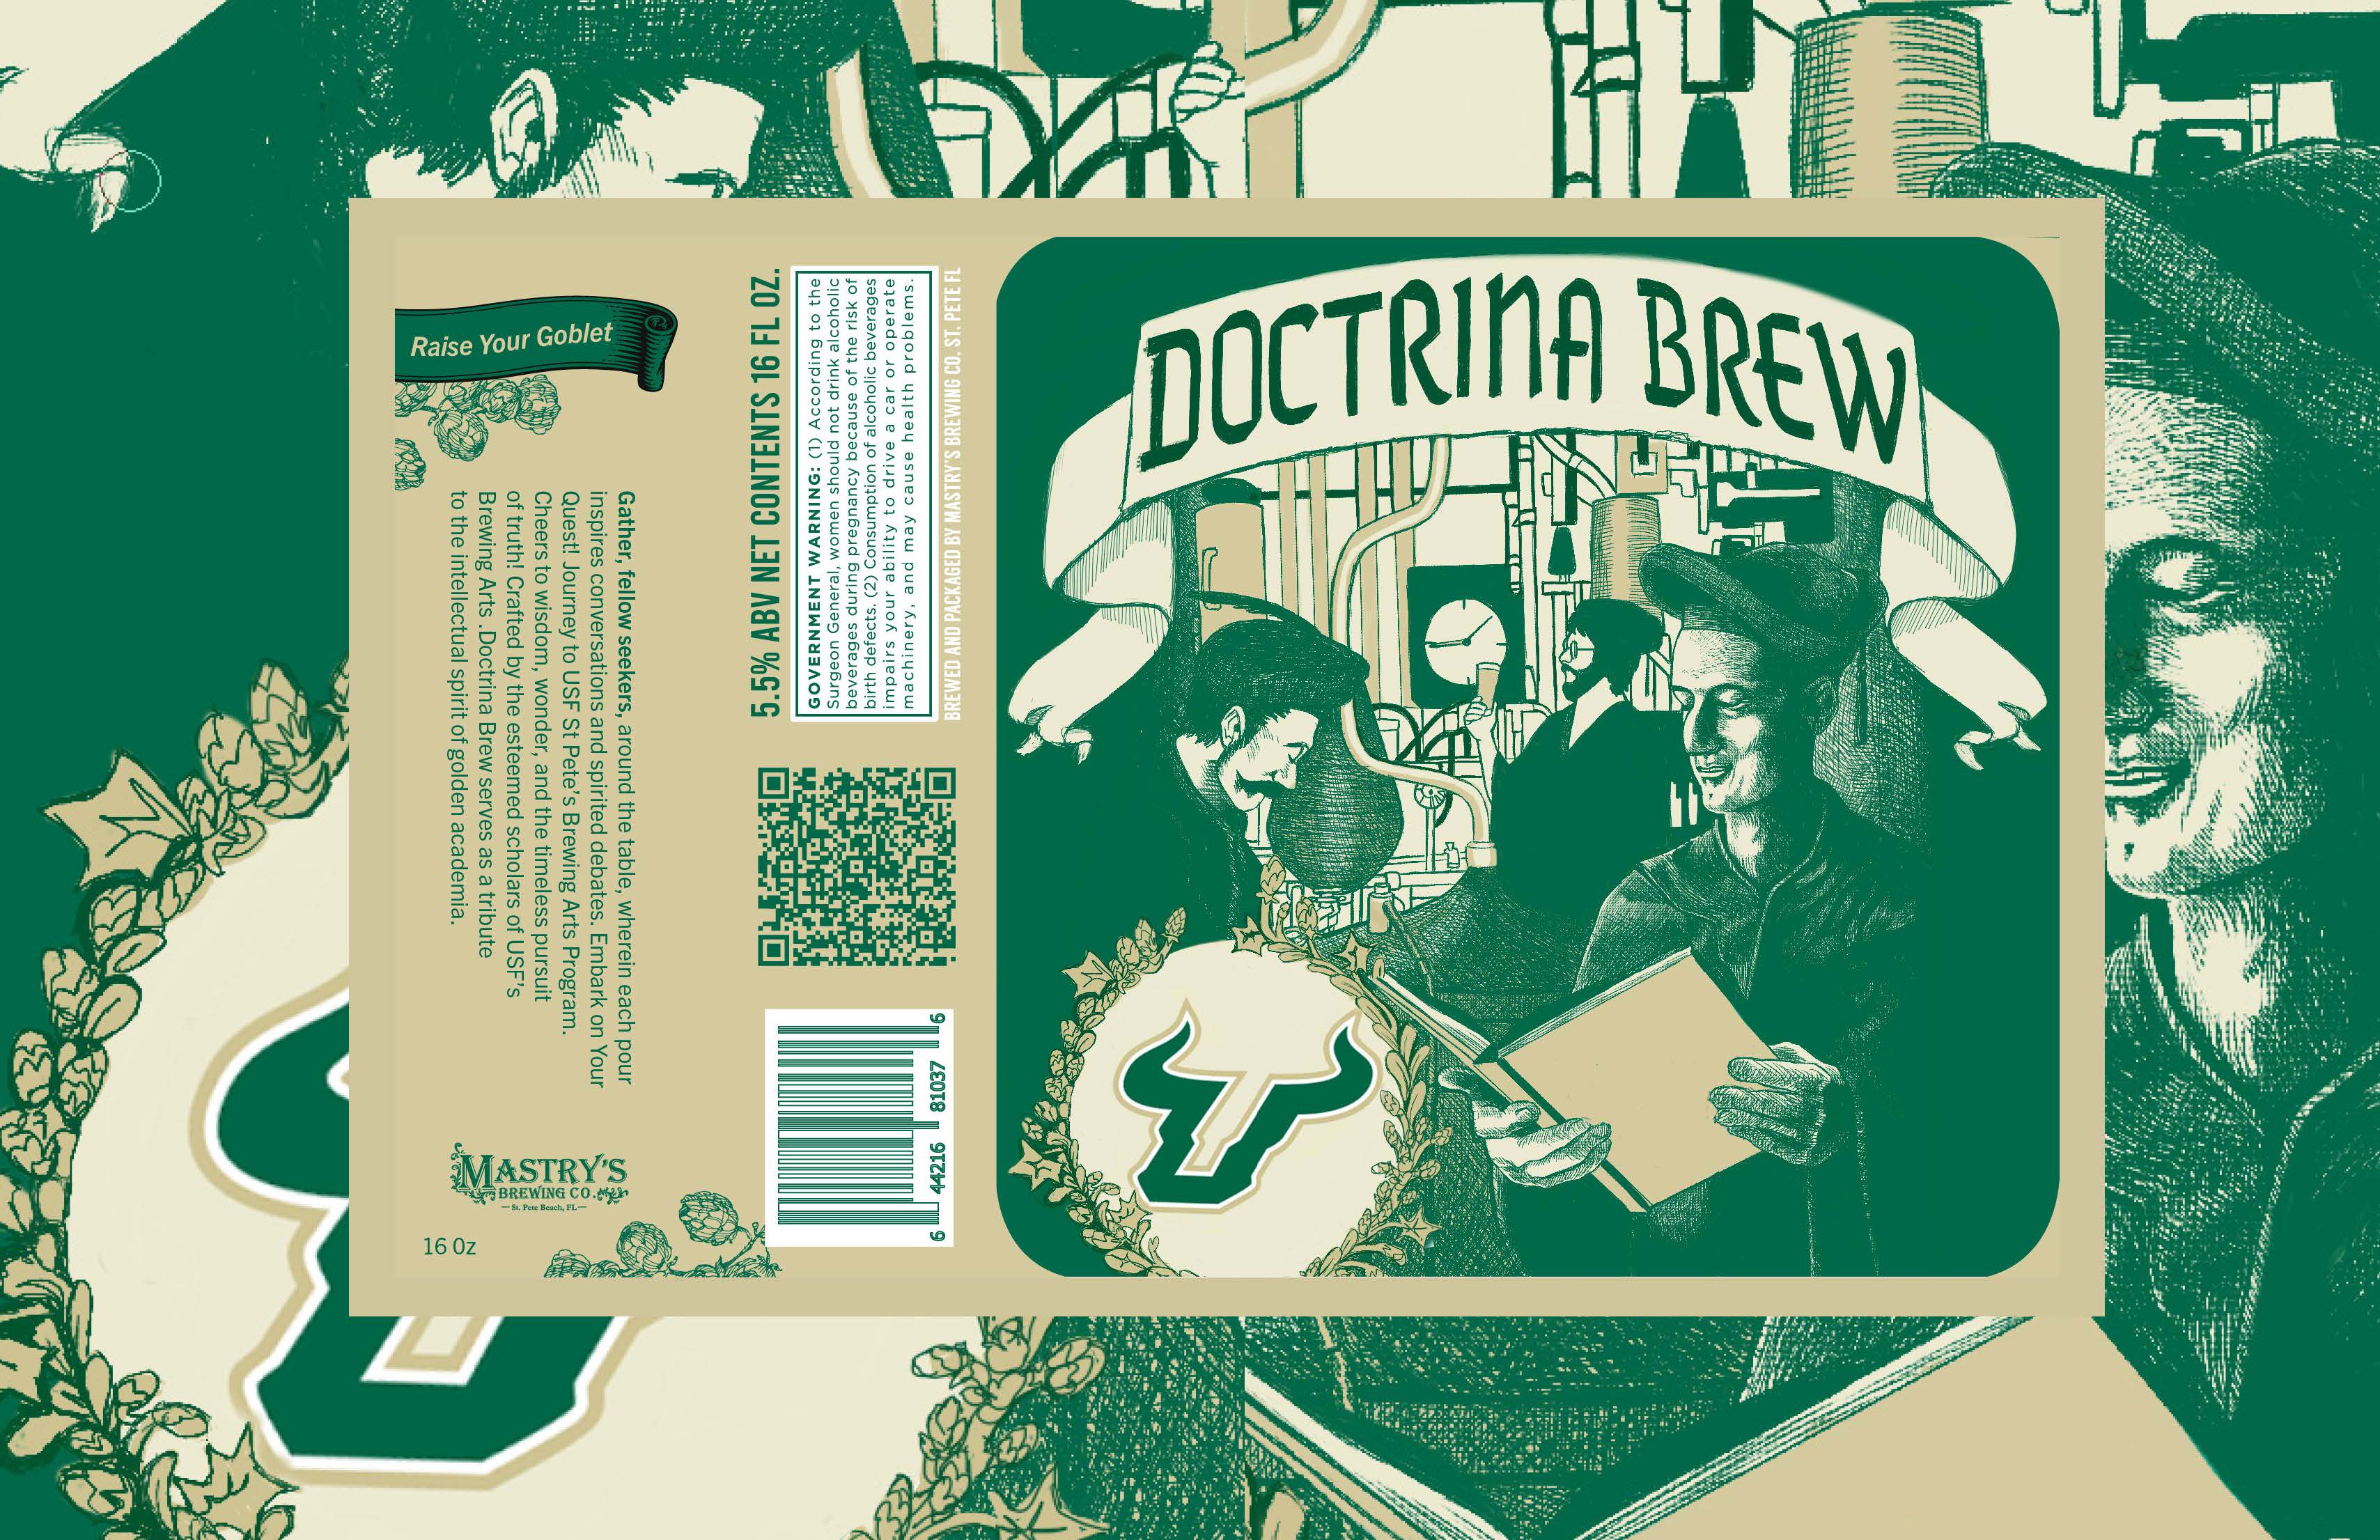 DOCTRINA BREW
Raise Your Goblet
Gather, fellow seekers, around the table, wherein each pour
inspires conversations and spirited debates. Embark on Your
Quest! Journey to USF St Pete's Brewing Arts Program.
Cheers to wisdom, wonder, and the timeless pursuit
of truth! Crafted by the esteemed scholars of USF's
Brewing Arts .Doctrina Brew serves as a tribute
to the intellectual spirit of golden academia.
MASTRY'S
BREWING CO.
— St. Pete Beach, FL —
16 Oz
5.5% ABV NET CONTENTS 16 FL OZ.
GOVERNMENT WARNING: (1) According to the
Surgeon General, women should not drink alcoholic
beverages during pregnancy because of the risk of
birth defects. (2) Consumption of alcoholic beverages
impairs your ability to drive a car or operate
machinery, and may cause health problems.
BREWED AND PACKAGED BY MASTRY'S BREWING CO. ST. PETE FL
6 44216 81037 6